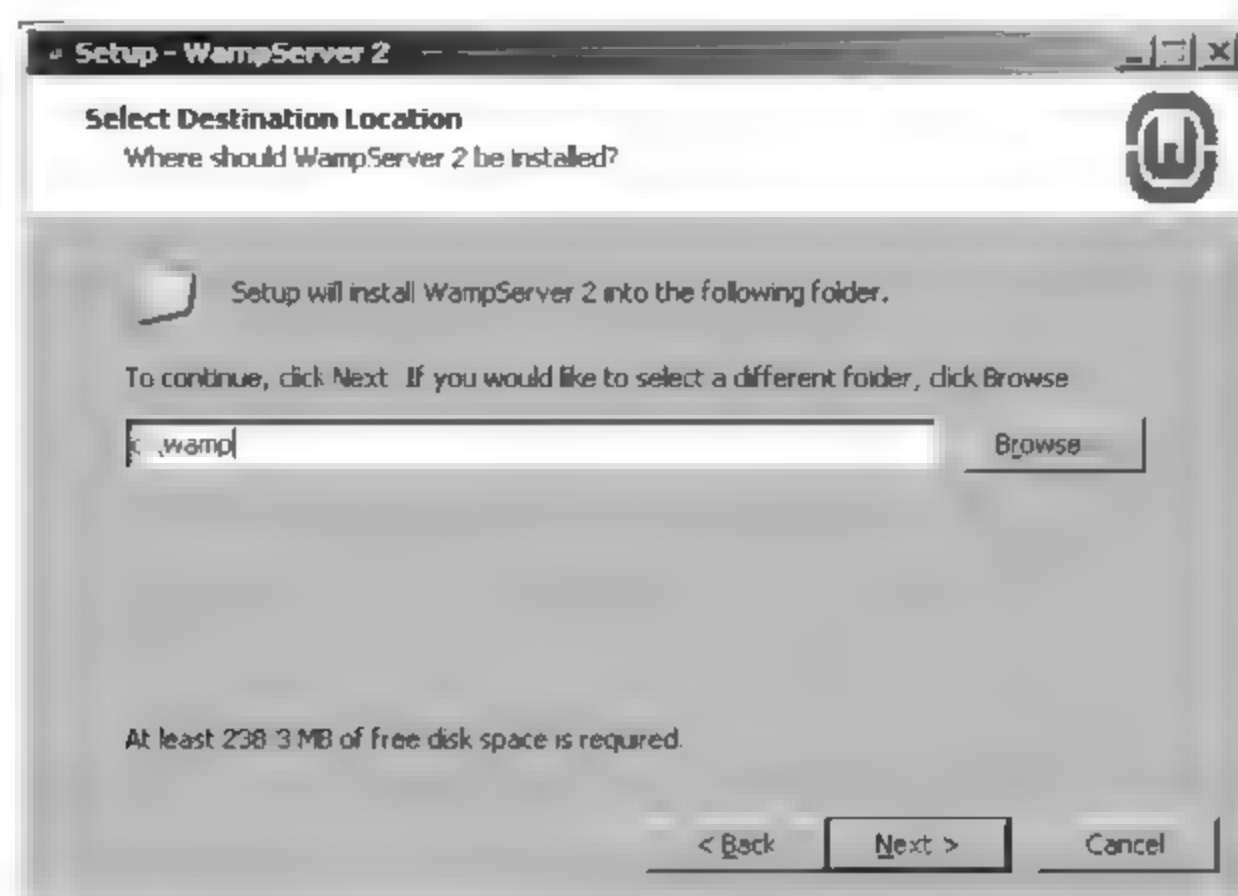 Setup - WampServer 2
Select Destination Location
Where should WampServer 2 be installed?
W
Setup will install WampServer 2 into the following folder.
To continue, click Next. If you would like to select a different folder, click Browse
wamp
Browse
At least 238.3 MB of free disk space is required.
< Back
Next >
Cancel